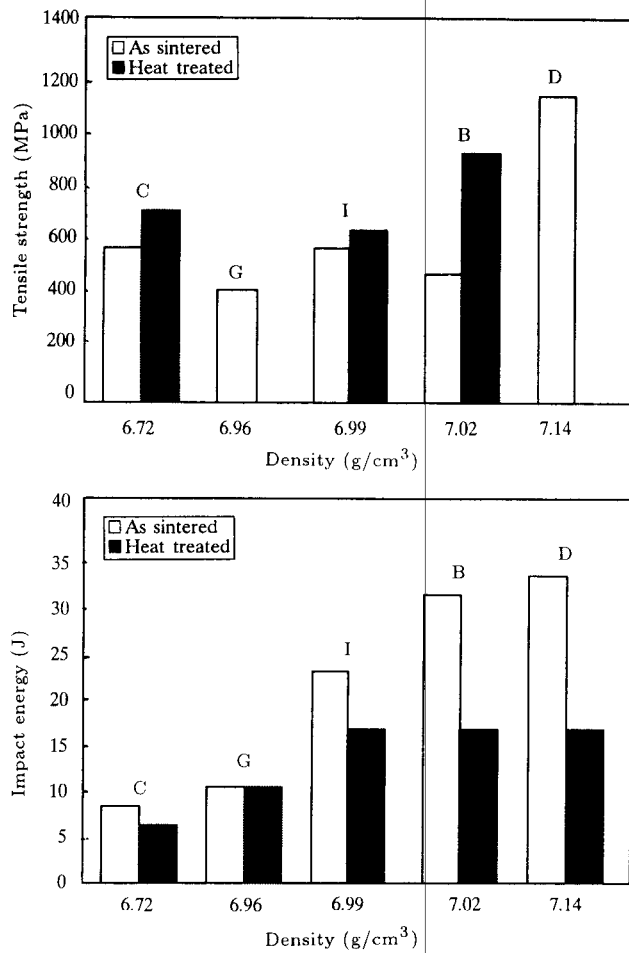 1400
1200
1000
800
600
400
200
0
Tensile strength (MPa)
As sintered
Heat treated
C
G
I
B
D
6.72 6.96 6.99 7.02 7.14
Density (g/cm³)
40
35
30
25
20
15
10
5
0
Impact energy (J)
As sintered
Heat treated
C
G
I
B
D
6.72 6.96 6.99 7.02 7.14
Density (g/cm³)